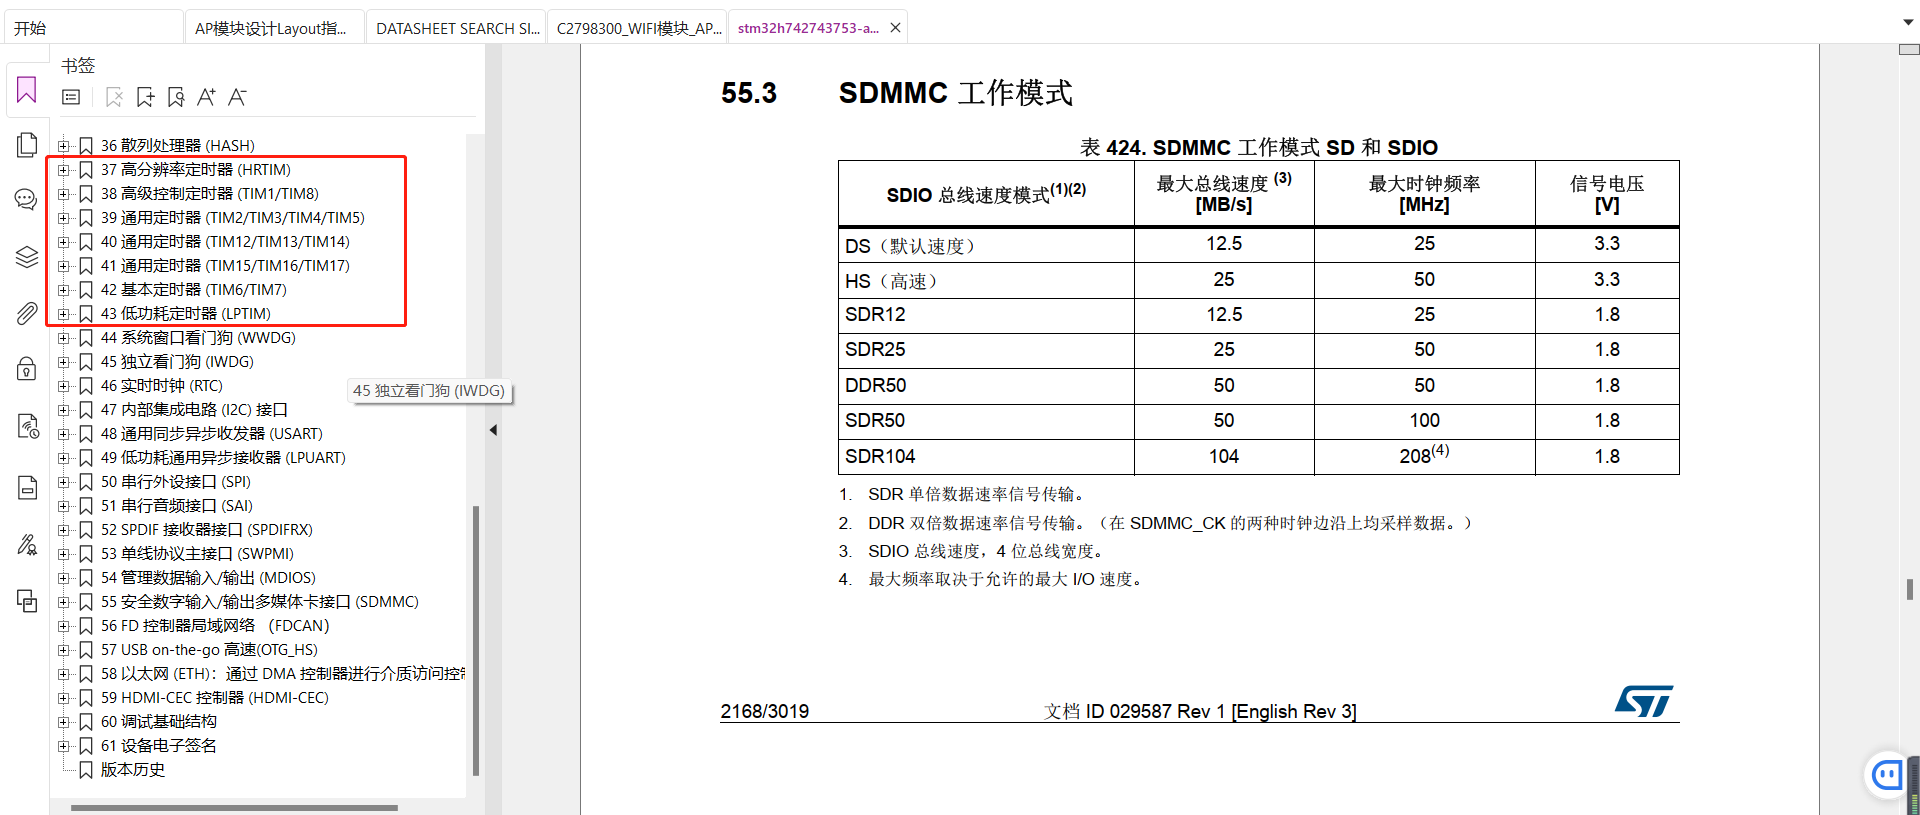 开始
AP模块设计Layout指...
DATASHEET SEARCH SI...
C2798300_WIFI模块_AP...
stm32h742743753-a...
书签
36 散列处理器 (HASH)
37 高分辨率定时器 (HRTIM)
38 高级控制定时器 (TIM1/TIM8)
39 通用定时器 (TIM2/TIM3/TIM4/TIM5)
40 通用定时器 (TIM12/TIM13/TIM14)
41 通用定时器 (TIM15/TIM16/TIM17)
42 基本定时器 (TIM6/TIM7)
43 低功耗定时器 (LPTIM)
44 系统窗口看门狗 (WWDG)
45 独立看门狗 (IWDG)
46 实时时钟 (RTC)
45 独立看门狗 (IWDG)
47 内部集成电路 (I2C) 接口
48 通用同步异步收发器 (USART)
49 低功耗通用异步接收器 (LPUART)
50 串行外设接口 (SPI)
51 串行音频接口 (SAI)
52 SPDIF 接收器接口 (SPDIFRX)
53 单线协议主接口 (SWPMI)
54 管理数据输入/输出 (MDIOS)
55 安全数字输入/输出多媒体卡接口 (SDMMC)
56 FD 控制器局域网络 （FDCAN）
57 USB on-the-go 高速(OTG_HS)
58 以太网 (ETH)：通过 DMA 控制器进行介质访问控制
59 HDMI-CEC 控制器 (HDMI-CEC)
60 调试基础结构
61 设备电子签名
版本历史
55.3 SDMMC 工作模式
表 424. SDMMC 工作模式 SD 和 SDIO
SDIO 总线速度模式(1)(2) 最大总线速度 (3) [MB/s] 最大时钟频率 [MHz] 信号电压 [V]
DS（默认速度） 12.5 25 3.3
HS（高速） 25 50 3.3
SDR12 12.5 25 1.8
SDR25 25 50 1.8
DDR50 50 50 1.8
SDR50 50 100 1.8
SDR104 104 208(4) 1.8
1. SDR 单倍数据速率信号传输。
2. DDR 双倍数据速率信号传输。（在 SDMMC_CK 的两种时钟边沿上均采样数据。）
3. SDIO 总线速度，4 位总线宽度。
4. 最大频率取决于允许的最大 I/O 速度。
2168/3019 文档 ID 029587 Rev 1 [English Rev 3]
ST